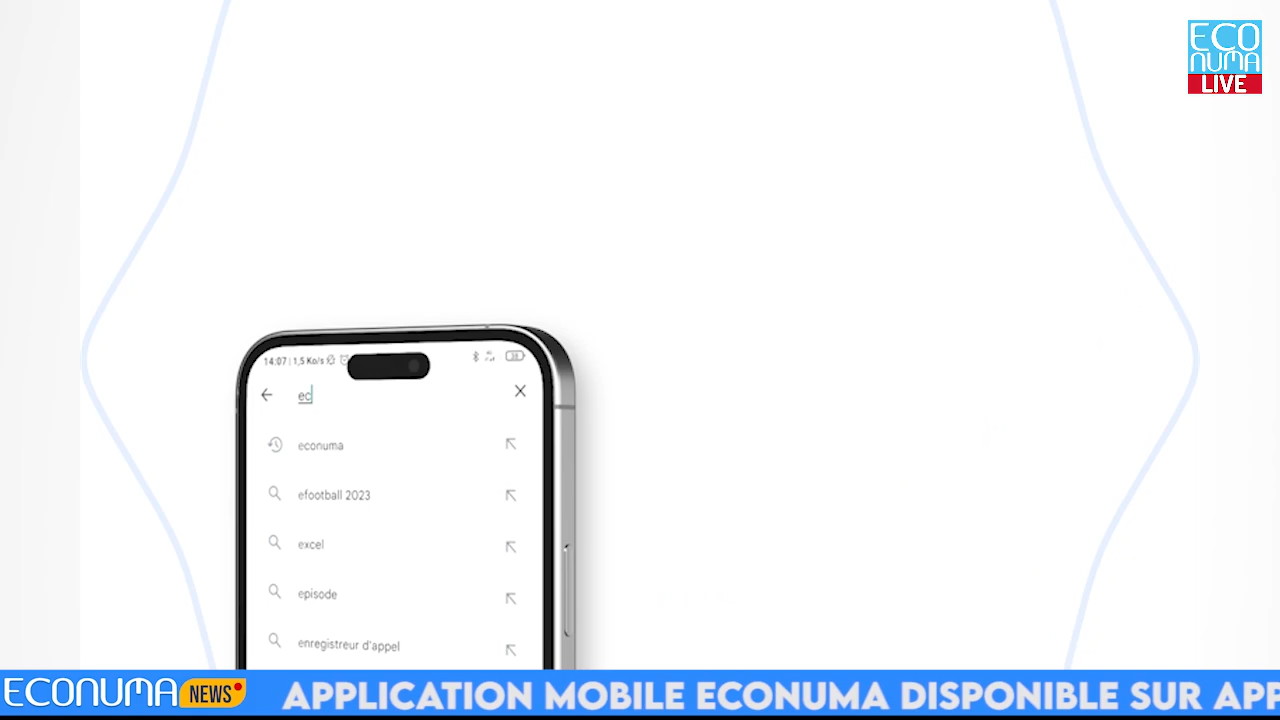 ECO
NUMA
LIVE
14:07 | 1,5 Ko/s
38
ec
econuma
efootball 2023
excel
episode
enregistreur d'appel
ECONUMA NEWS
APPLICATION MOBILE ECONUMA DISPONIBLE SUR APP